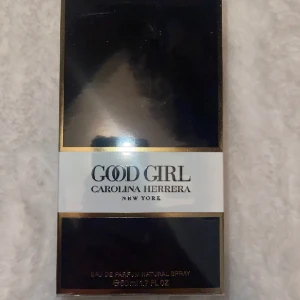 GOOD GIRL
CAROLINA HERRERA
NEW YORK
EAU DE PARFUM NATURAL SPRAY